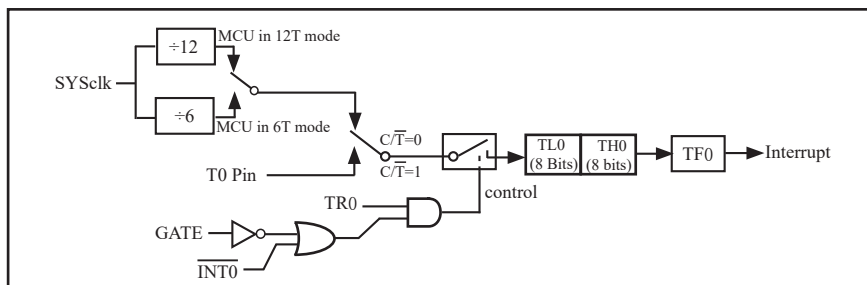 ÷12
MCU in 12T mode
SYSclk
÷6
MCU in 6T mode
C/T̅=0
C/T̅=1
T0 Pin
TL0
(8 Bits)
TH0
(8 bits)
TF0
Interrupt
control
TR0
GATE
I̅N̅T̅0̅